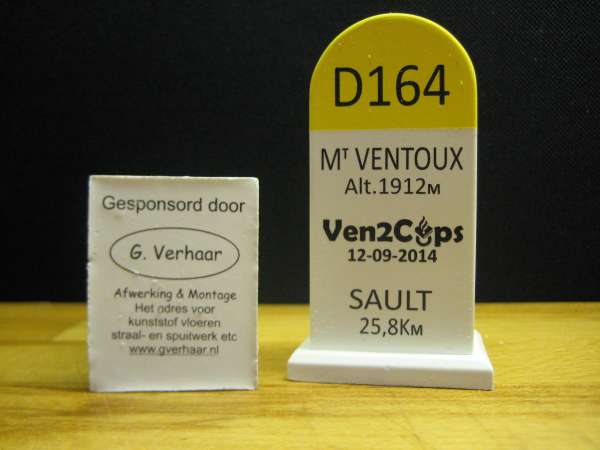 Gesponsord door
G. Verhaar
Afwerking & Montage
Het adres voor
kunststof vloeren
straal- en spuitwerk etc
www.gverhaar.nl
D164
Mᵀ VENTOUX
Alt.1912м
Ven2Cups
12-09-2014
SAULT
25,8Kм